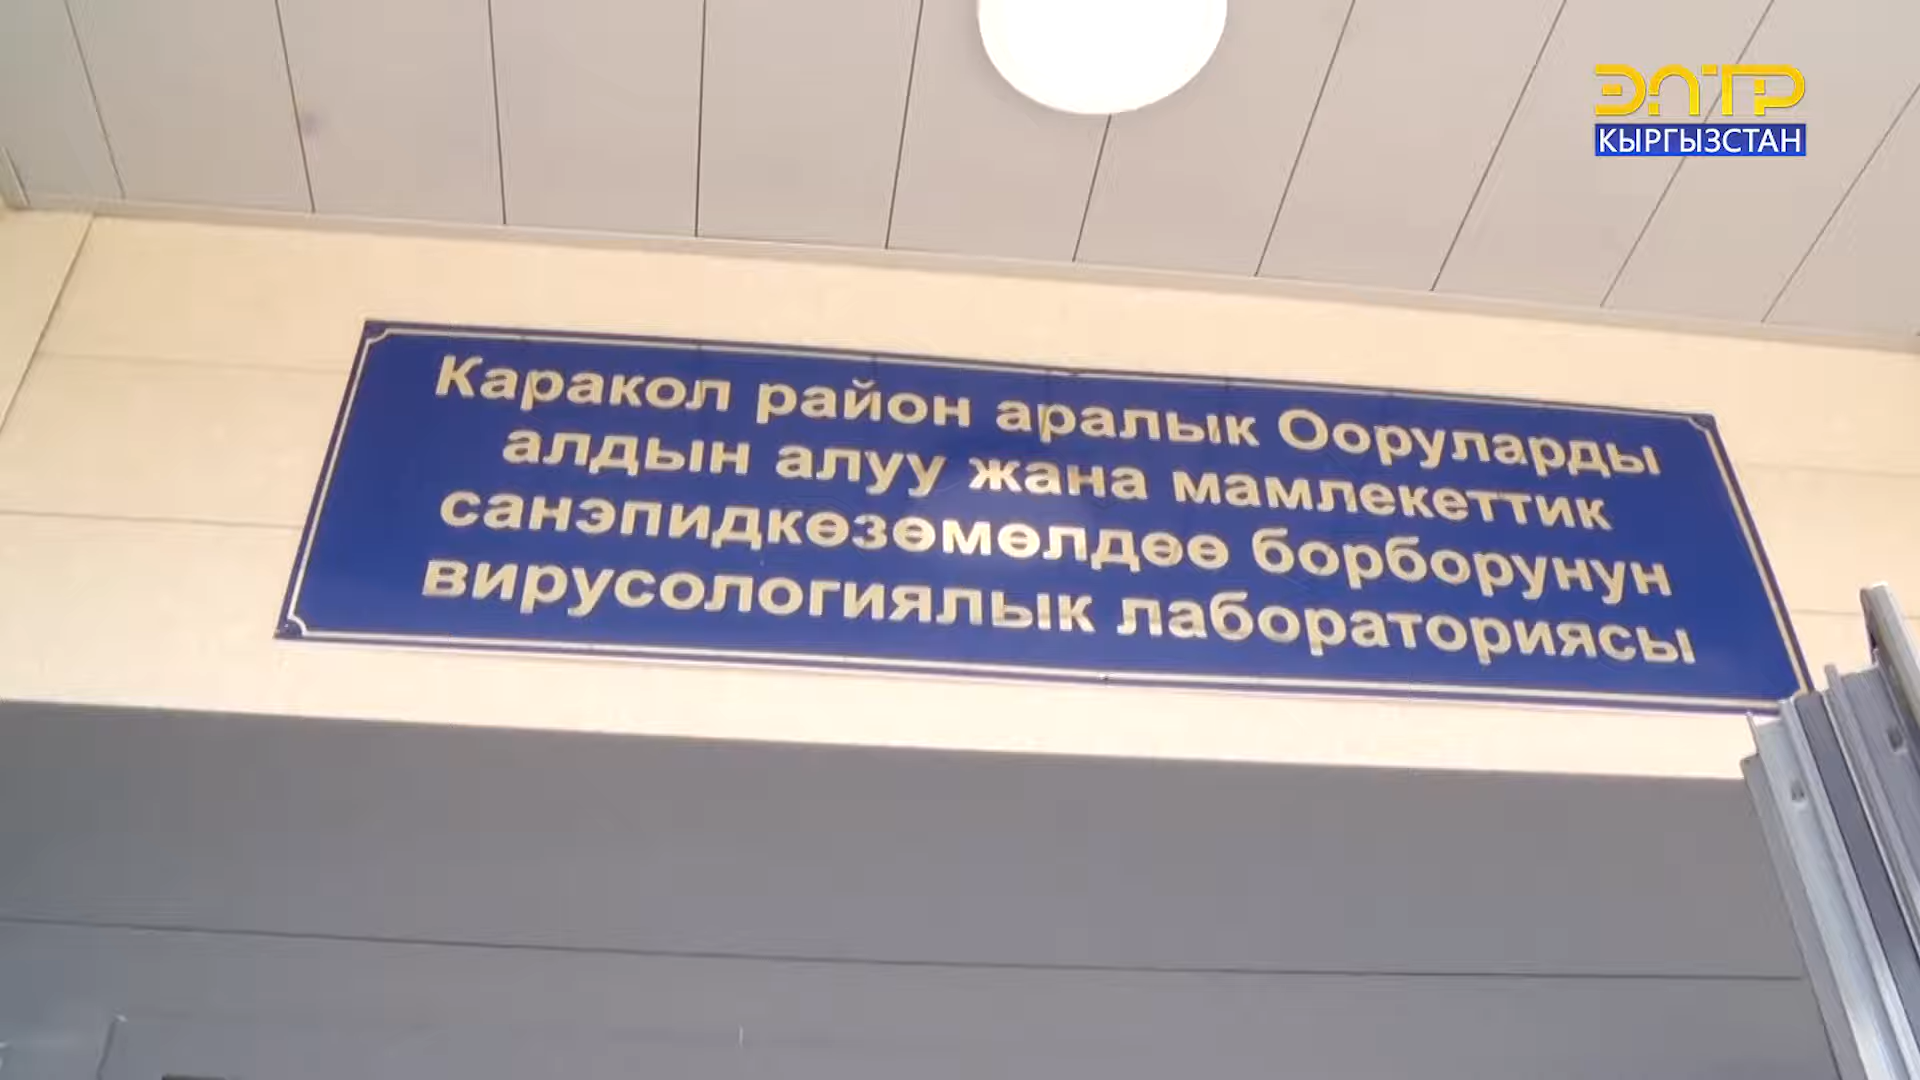 ЭЛТР
КЫРГЫЗСТАН
Каракол район аралык Ооруларды
алдын алуу жана мамлекеттик
санэпидкөзөмөлдөө борборунун
вирусологиялык лабораториясы